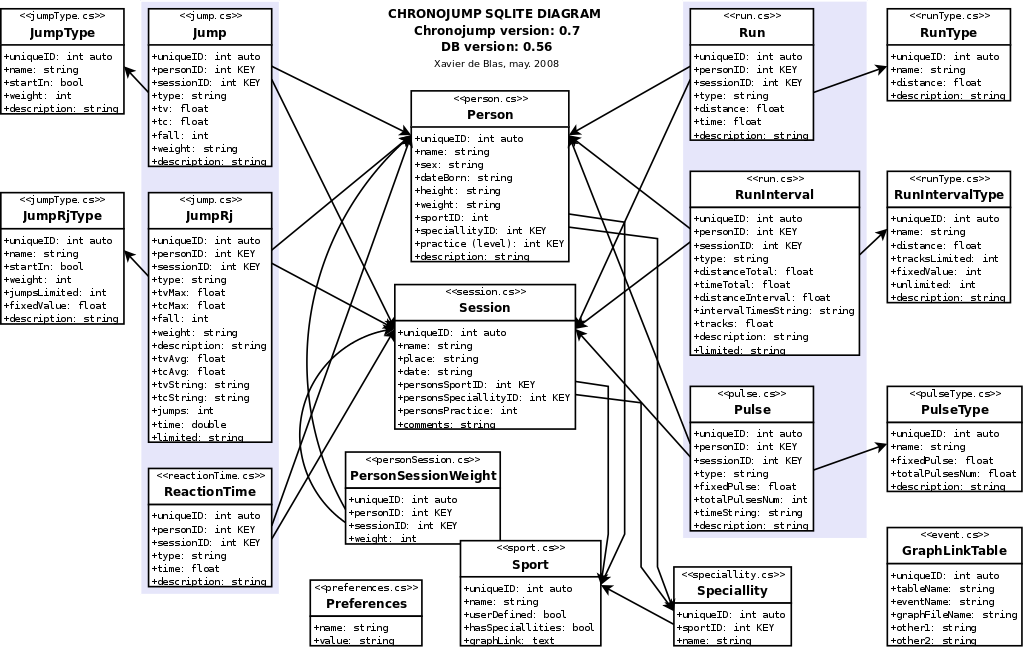 CHRONOJUMP SQLITE DIAGRAM
Chronojump version: 0.7
DB version: 0.56
Xavier de Blas, may. 2008
<<jumpType.cs>>
JumpType
+uniqueID: int auto
+name: string
+startIn: bool
+weight: int
+description: string
<<jump.cs>>
Jump
+uniqueID: int auto
+personID: int KEY
+sessionID: int KEY
+type: string
+tv: float
+tc: float
+fall: int
+weight: string
+description: string
<<person.cs>>
Person
+uniqueID: int auto
+name: string
+sex: string
+dateBorn: string
+height: string
+weight: string
+sportID: int
+speciallityID: int KEY
+practice (level): int KEY
+description: string
<<run.cs>>
Run
+uniqueID: int auto
+personID: int KEY
+sessionID: int KEY
+type: string
+distance: float
+time: float
+description: string
<<runType.cs>>
RunType
+uniqueID: int auto
+name: string
+distance: float
+description: string
<<jumpType.cs>>
JumpRjType
+uniqueID: int auto
+name: string
+startIn: bool
+weight: int
+jumpsLimited: int
+fixedValue: float
+description: string
<<jump.cs>>
JumpRj
+uniqueID: int auto
+personID: int KEY
+sessionID: int KEY
+type: string
+tvMax: float
+tcMax: float
+fall: int
+weight: string
+description: string
+tvAvg: float
+tcAvg: float
+tvString: string
+tcString: string
+jumps: int
+time: double
+limited: string
<<session.cs>>
Session
+uniqueID: int auto
+name: string
+place: string
+date: string
+personsSportID: int KEY
+personsSpeciallityID: int KEY
+personsPractice: int
+comments: string
<<run.cs>>
RunInterval
+uniqueID: int auto
+personID: int KEY
+sessionID: int KEY
+type: string
+distanceTotal: float
+timeTotal: float
+distanceInterval: float
+intervalTimesString: string
+tracks: float
+description: string
+limited: string
<<runType.cs>>
RunIntervalType
+uniqueID: int auto
+name: string
+distance: float
+tracksLimited: int
+fixedValue: int
+unlimited: int
+description: string
<<reactionTime.cs>>
ReactionTime
+uniqueID: int auto
+personID: int KEY
+sessionID: int KEY
+type: string
+time: float
+description: string
<<personSession.cs>>
PersonSessionWeight
+uniqueID: int auto
+personID: int KEY
+sessionID: int KEY
+weight: int
<<pulse.cs>>
Pulse
+uniqueID: int auto
+personID: int KEY
+sessionID: int KEY
+type: string
+fixedPulse: float
+totalPulsesNum: int
+timeString: string
+description: string
<<pulseType.cs>>
PulseType
+uniqueID: int auto
+name: string
+fixedPulse: float
+totalPulsesNum: float
+description: string
<<preferences.cs>>
Preferences
+name: string
+value: string
<<sport.cs>>
Sport
+uniqueID: int auto
+name: string
+userDefined: bool
+hasSpeciallities: bool
+graphLink: text
<<speciallity.cs>>
Speciallity
+uniqueID: int auto
+sportID: int KEY
+name: string
<<event.cs>>
GraphLinkTable
+uniqueID: int auto
+tableName: string
+eventName: string
+graphFileName: string
+other1: string
+other2: string